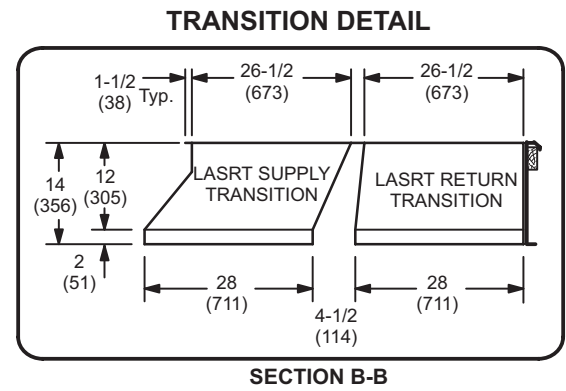 TRANSITION DETAIL
1-1/2
(38) Typ.
26-1/2
(673)
26-1/2
(673)
14
(356)
12
(305)
LASRT SUPPLY
TRANSITION
LASRT RETURN
TRANSITION
2
(51)
28
(711)
4-1/2
(114)
28
(711)
SECTION B-B